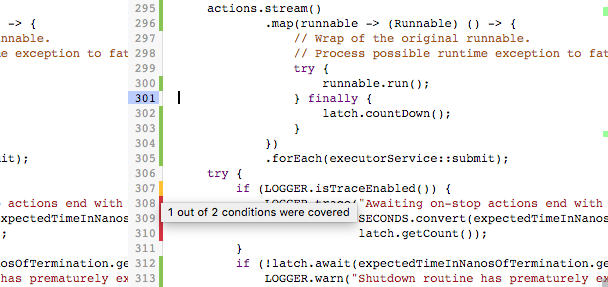 295 actions.stream()
-> { 296 .map(runnable -> (Runnable) () -> {
nnable. 297 // Wrap of the original runnable.
e exception to fat 298 // Process possible runtime exception to fat
299 try {
300 runnable.run();
301 } finally {
302 latch.countDown();
303 }
304 })
it); 305 .forEach(executorService::submit);
306 try {
307 if (LOGGER.isTraceEnabled()) {
actions end with 308 "Awaiting on-stop actions end with
xpectedTimeInNanos 309 SECONDS.convert(expectedTimeInNanos
1 out of 2 conditions were covered
; 310 latch.getCount());
311 }
nosOfTermination.ge 312 if (!latch.await(expectedTimeInNanosOfTermination.ge
has prematurely ex 313 LOGGER.warn("Shutdown routine has prematurely ex